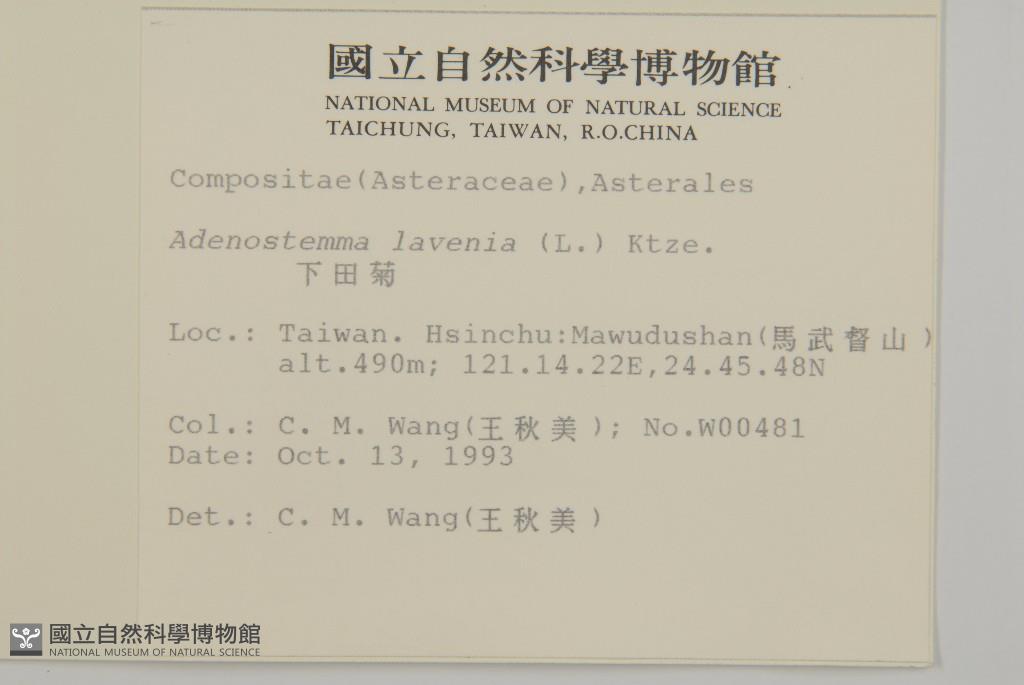 國立自然科學博物館
NATIONAL MUSEUM OF NATURAL SCIENCE
TAICHUNG, TAIWAN, R.O.CHINA
Compositae(Asteraceae),Asterales
Adenostemma lavenia (L.) Ktze.
下田菊
Loc.: Taiwan. Hsinchu:Mawudushan(馬武督山)
alt.490m; 121.14.22E,24.45.48N
Col.: C. M. Wang(王秋美); No.W00481
Date: Oct. 13, 1993
Det.: C. M. Wang(王秋美)
國立自然科學博物館
NATIONAL MUSEUM OF NATURAL SCIENCE